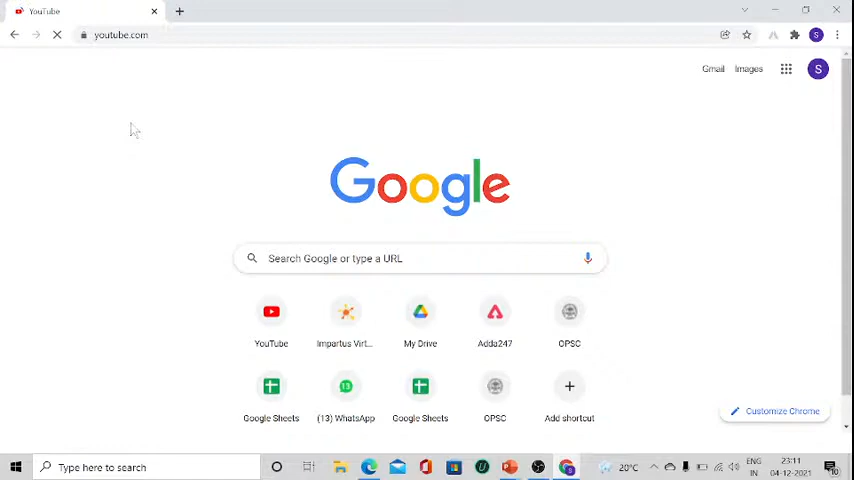 YouTube
youtube.com
S
Gmail Images
S
Google
Search Google or type a URL
YouTube Impartus Virt... My Drive Adda247 OPSC
13
Google Sheets (13) WhatsApp Google Sheets OPSC Add shortcut
Customize Chrome
Type here to search
20°C
ENG
IN
23:11
04-12-2021